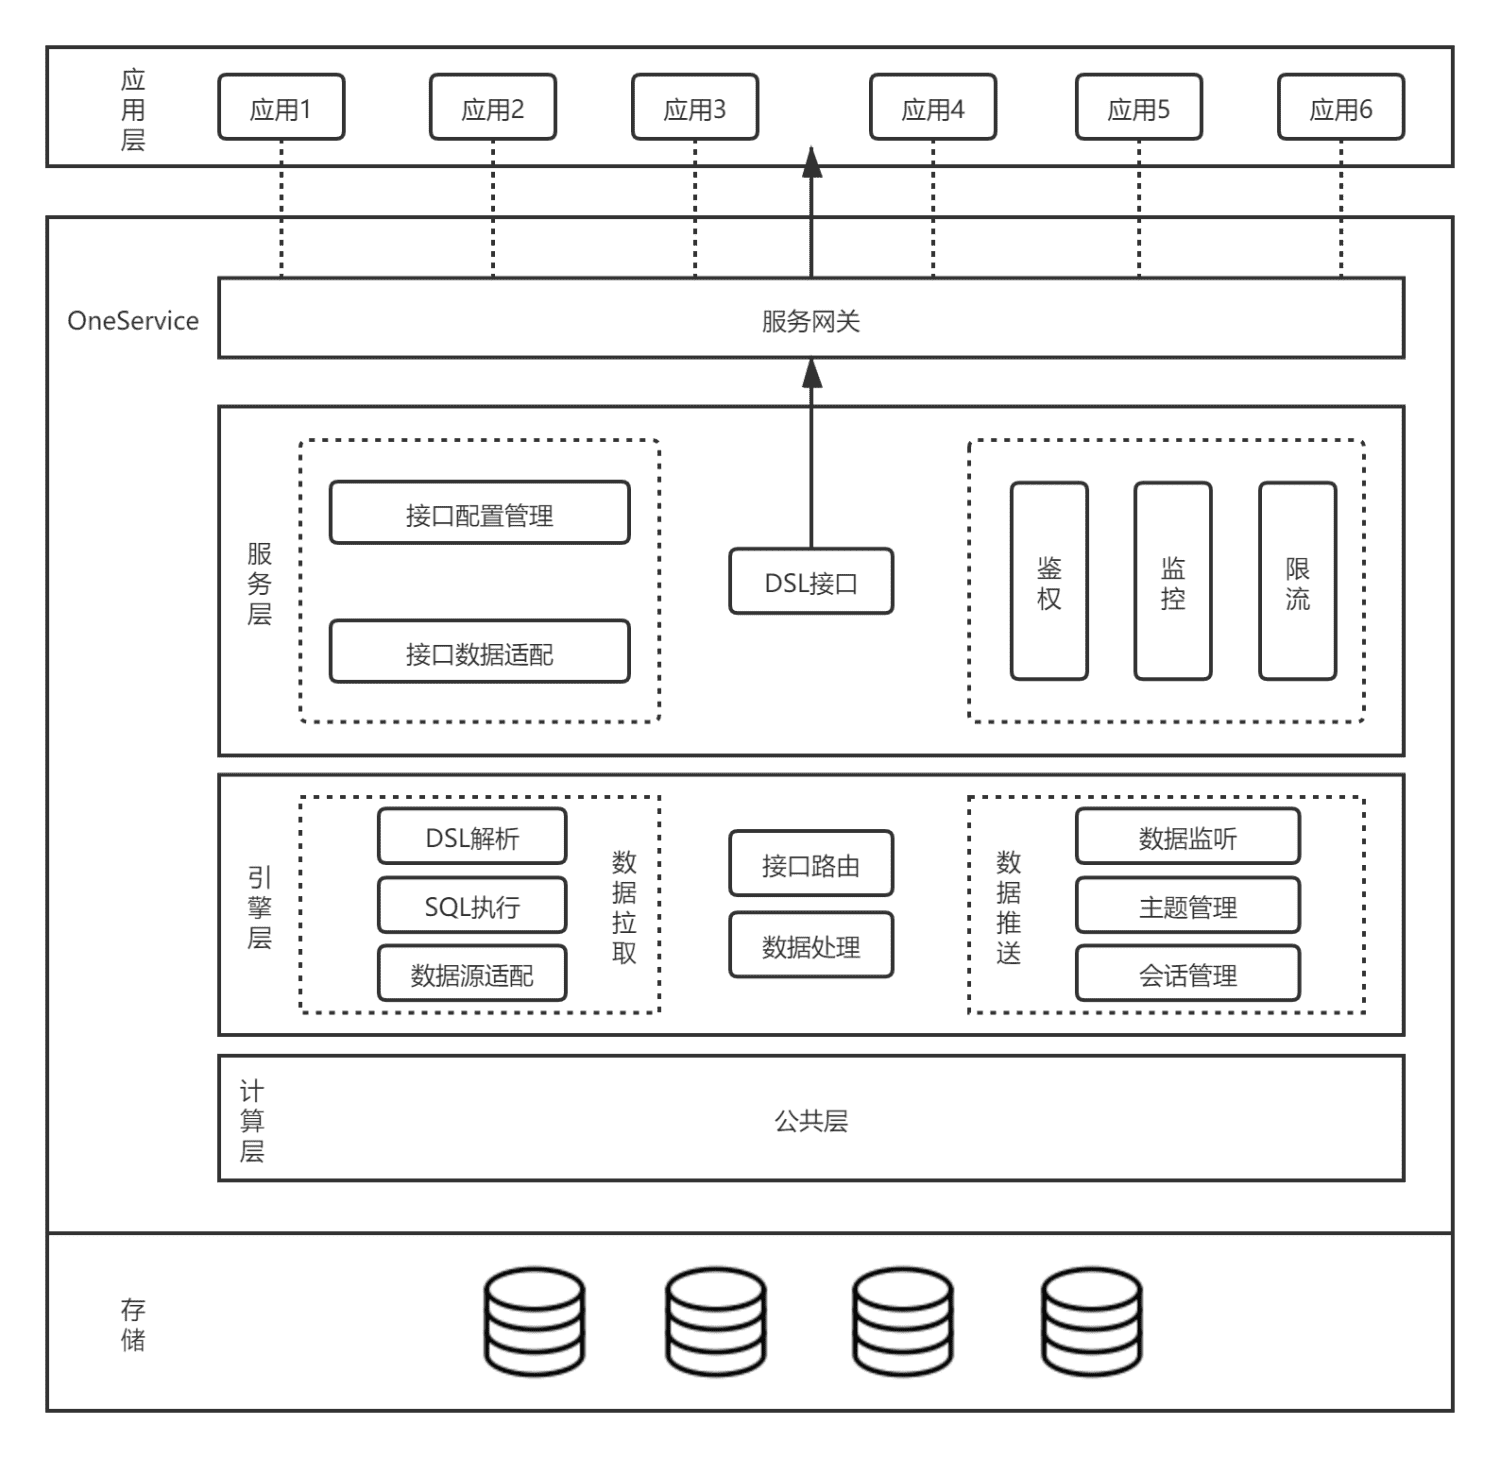 应用层
应用1
应用2
应用3
应用4
应用5
应用6
OneService
服务网关
服务层
接口配置管理
接口数据适配
DSL接口
鉴权
监控
限流
引擎层
DSL解析
SQL执行
数据源适配
数据拉取
接口路由
数据处理
数据推送
数据监听
主题管理
会话管理
计算层
公共层
存储